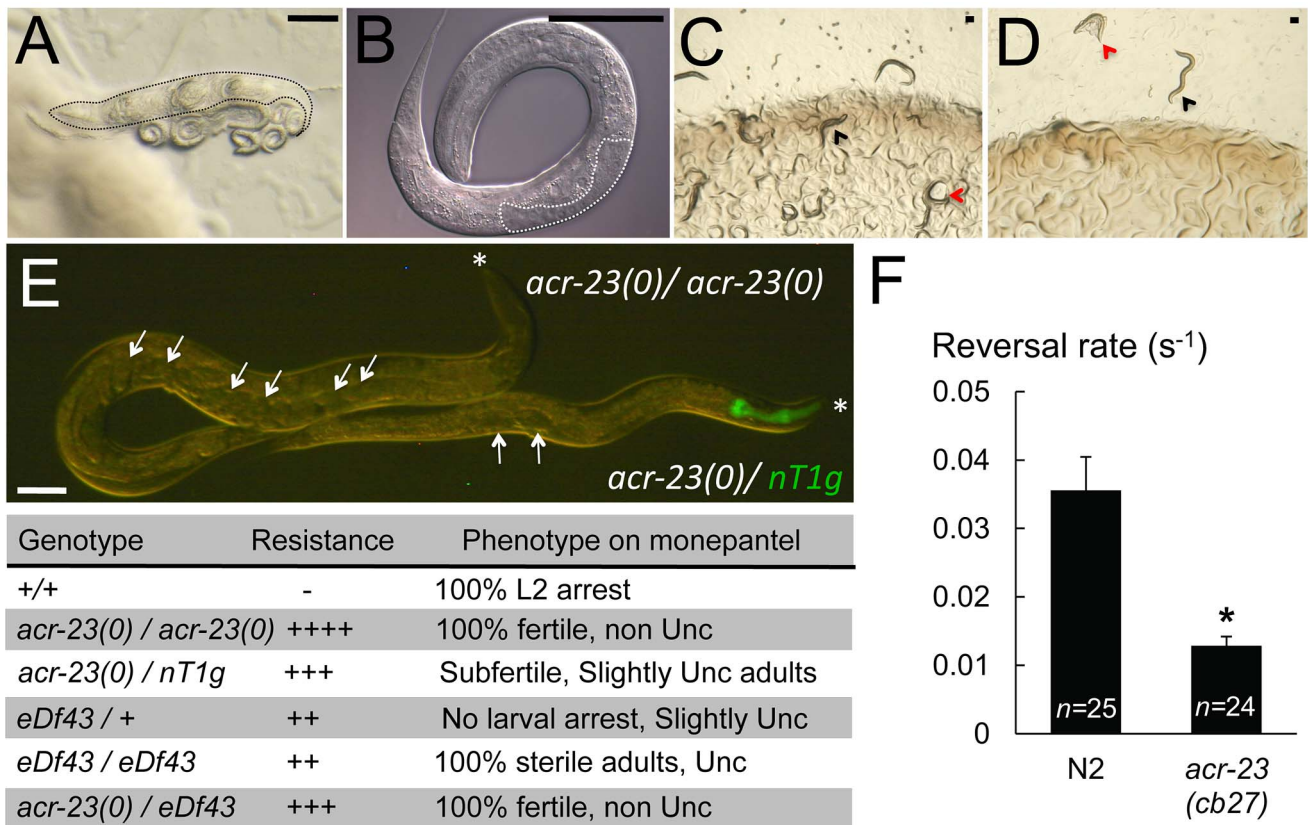 A
B
C
D
E
*
acr-23(0)/ acr-23(0)
*
acr-23(0)/ nT1g
Genotype Resistance Phenotype on monepantel
+/+ - 100% L2 arrest
acr-23(0) / acr-23(0) ++++ 100% fertile, non Unc
acr-23(0) / nT1g +++ Subfertile, Slightly Unc adults
eDf43 / + ++ No larval arrest, Slightly Unc
eDf43 / eDf43 ++ 100% sterile adults, Unc
acr-23(0) / eDf43 +++ 100% fertile, non Unc
F
Reversal rate (s-1)
0.05
0.04
0.03
0.02
0.01
0
*
n=25
n=24
N2
acr-23
(cb27)